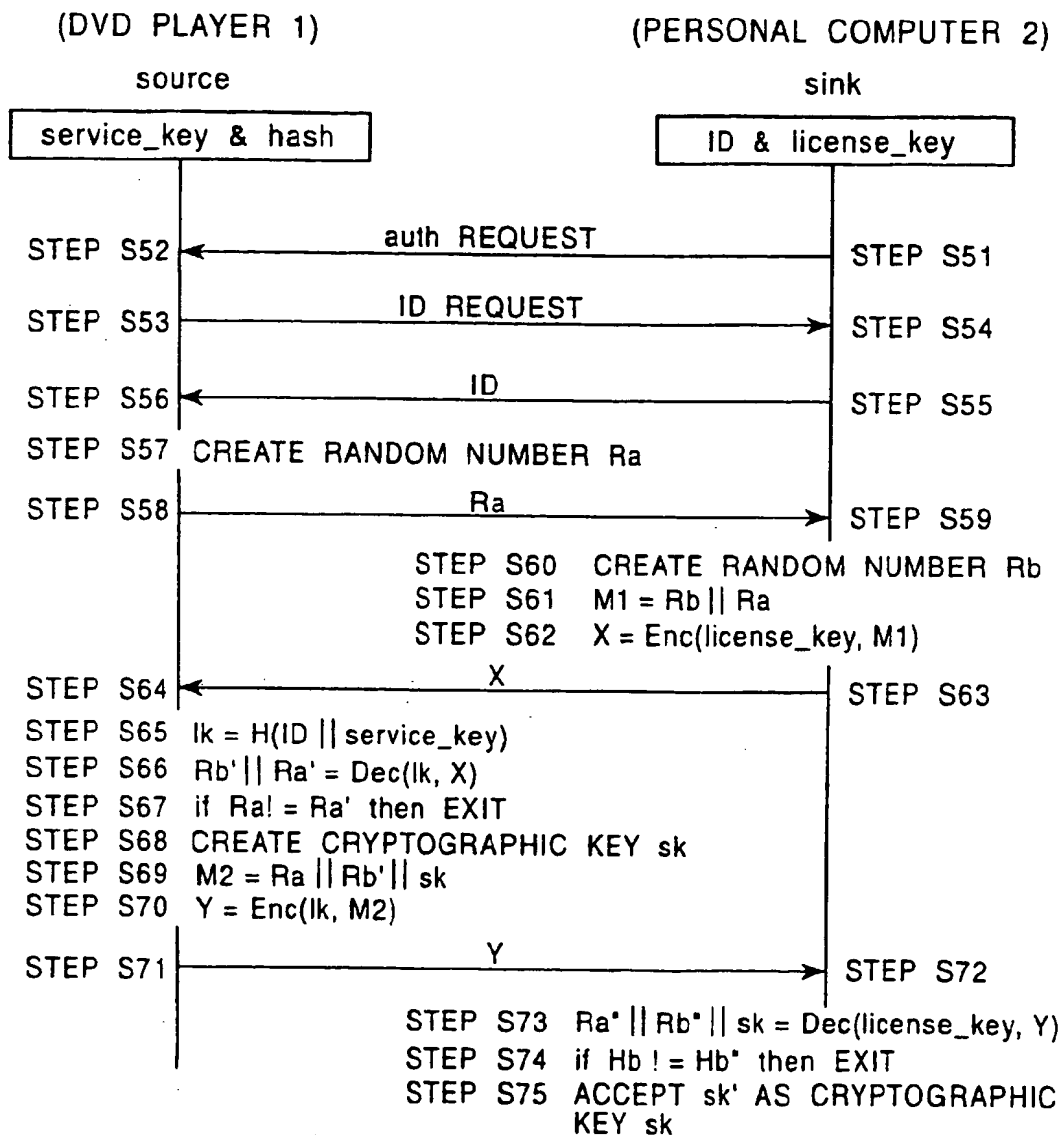 (DVD PLAYER 1) (PERSONAL COMPUTER 2)
source sink
service_key & hash ID & license_key
STEP S52 auth REQUEST STEP S51
STEP S53 ID REQUEST STEP S54
STEP S56 ID STEP S55
STEP S57 CREATE RANDOM NUMBER Ra
STEP S58 Ra STEP S59
STEP S60 CREATE RANDOM NUMBER Rb
STEP S61 M1 = Rb || Ra
STEP S62 X = Enc(license_key, M1)
STEP S64 X STEP S63
STEP S65 lk = H(ID || service_key)
STEP S66 Rb' || Ra' = Dec(lk, X)
STEP S67 if Ra! = Ra' then EXIT
STEP S68 CREATE CRYPTOGRAPHIC KEY sk
STEP S69 M2 = Ra || Rb' || sk
STEP S70 Y = Enc(lk, M2)
STEP S71 Y STEP S72
STEP S73 Ra" || Rb" || sk = Dec(license_key, Y)
STEP S74 if Hb ! = Hb" then EXIT
STEP S75 ACCEPT sk' AS CRYPTOGRAPHIC
KEY sk